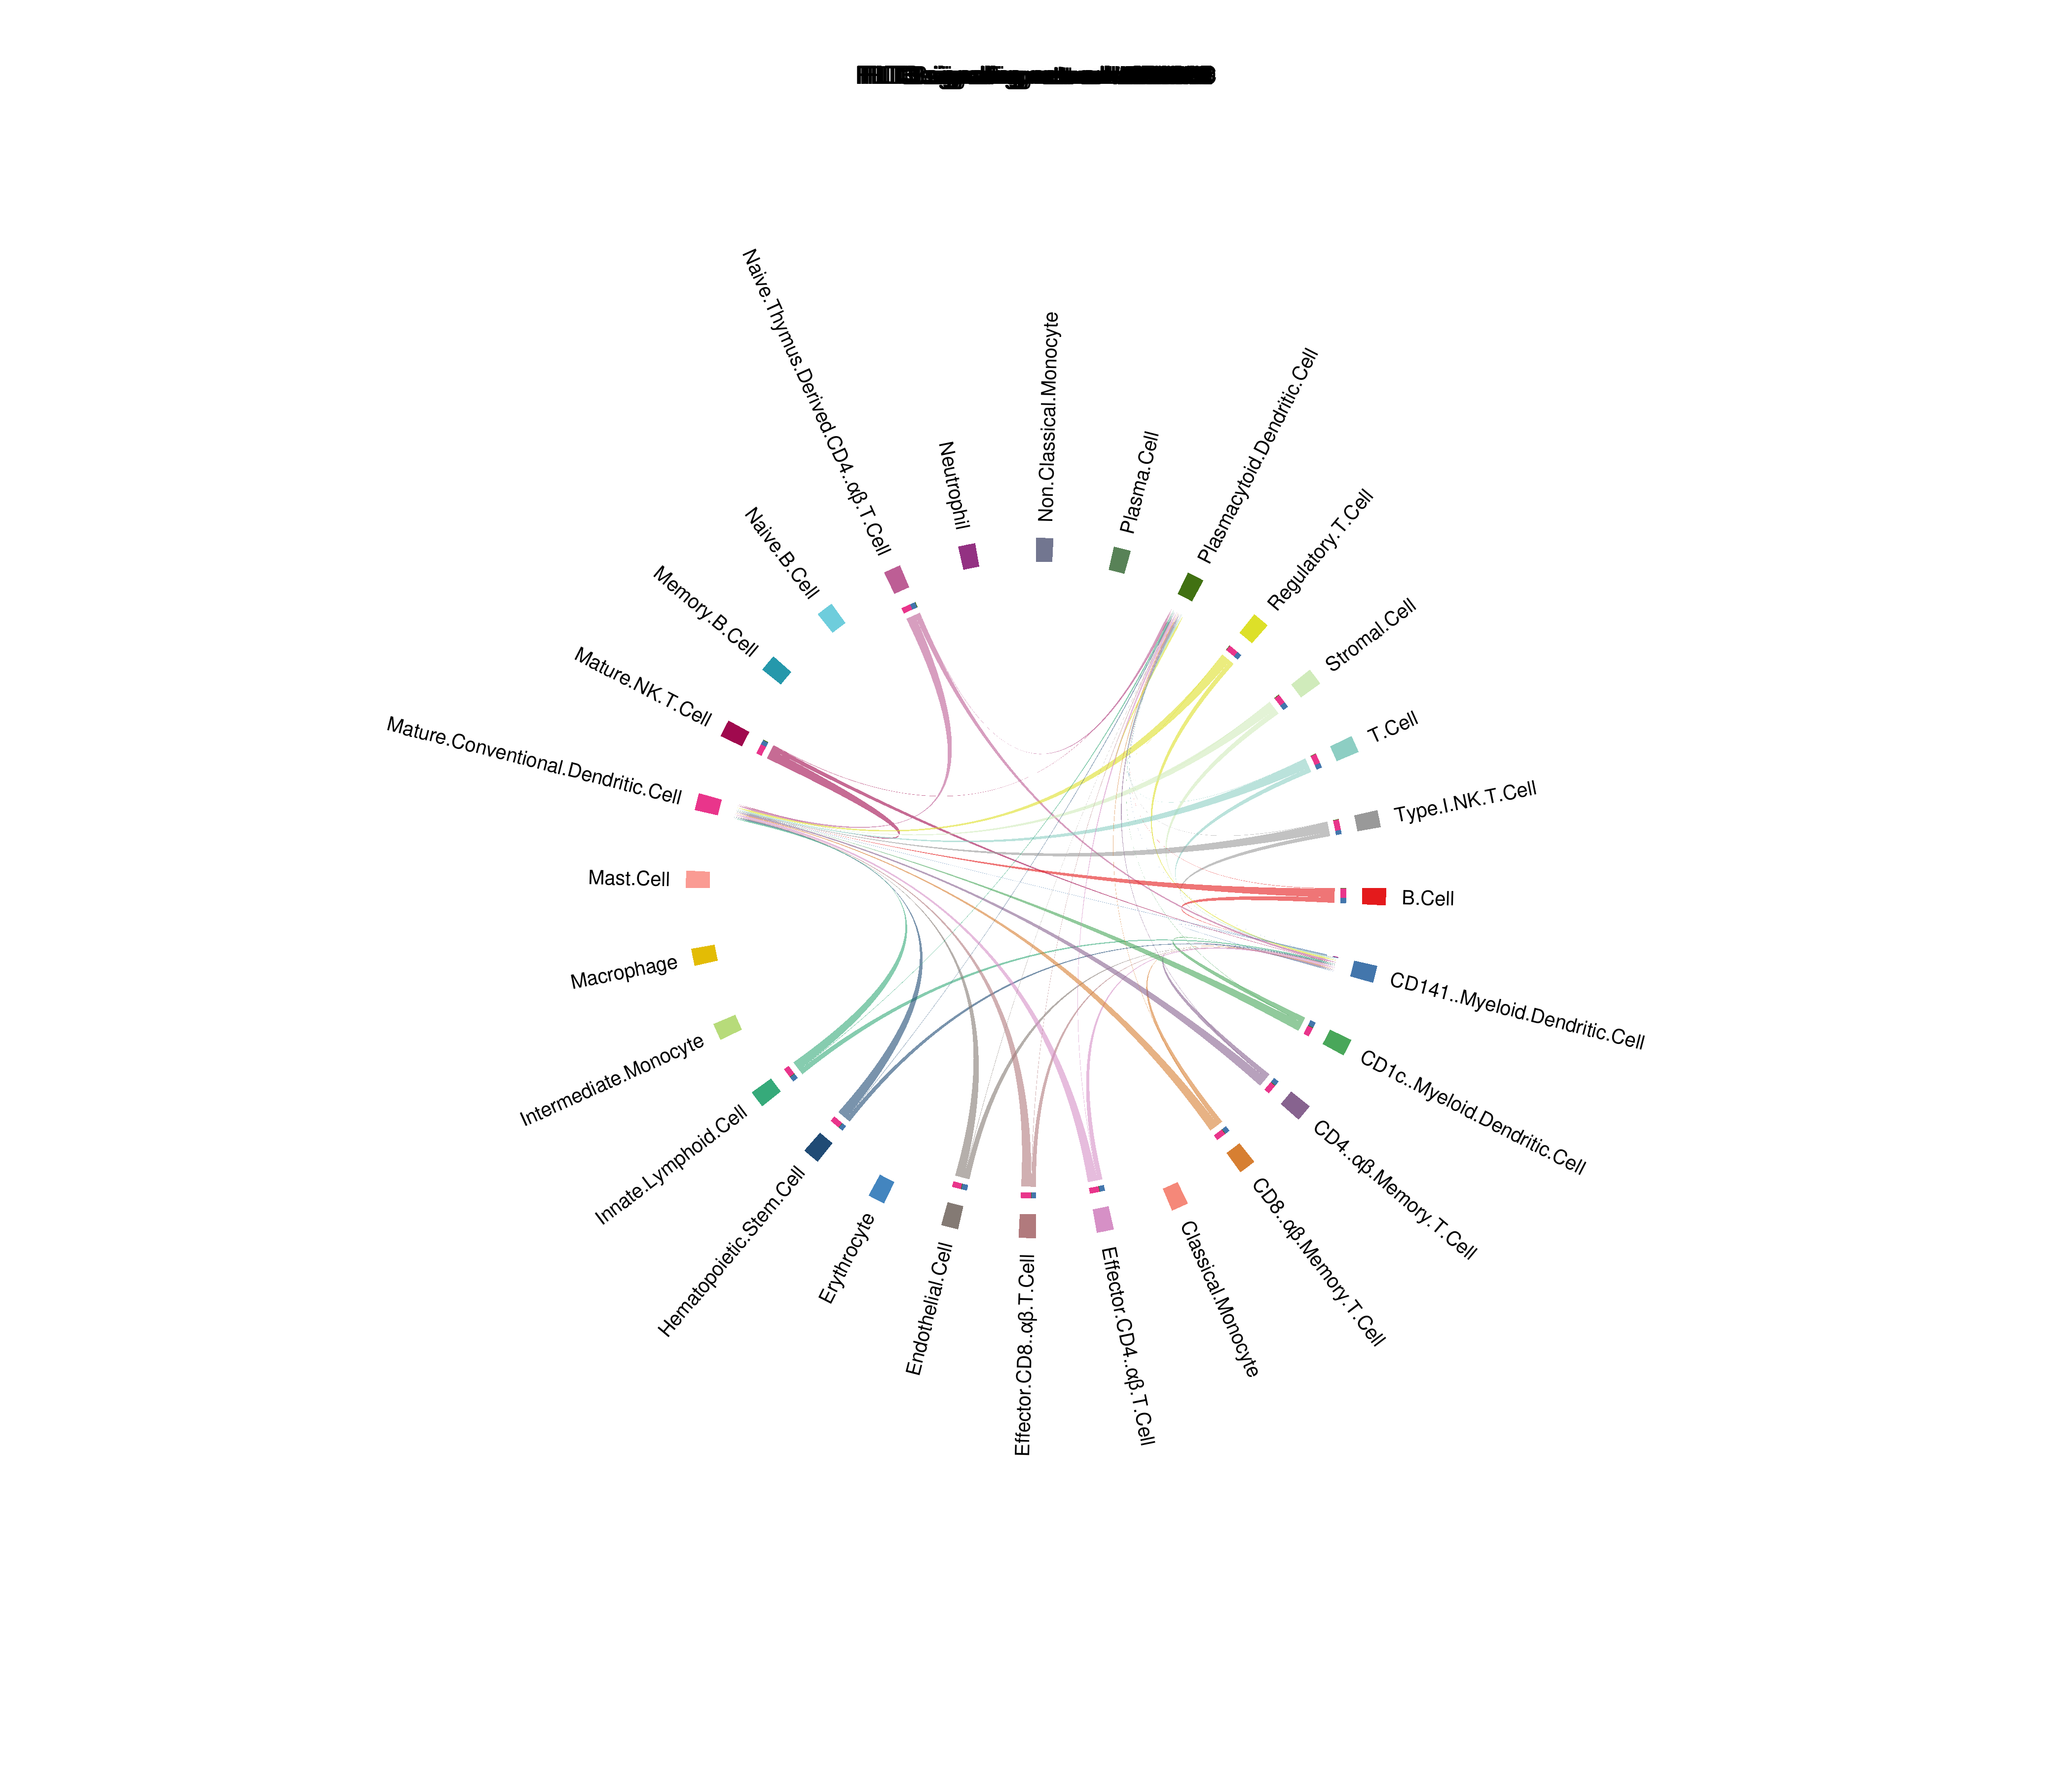 Naive.Thymus.Derived.CD4..αβ.T.Cell
Neutrophil
Non.Classical.Monocyte
Plasma.Cell
Plasmacytoid.Dendritic.Cell
Regulatory.T.Cell
Stromal.Cell
T.Cell
Type.I.NK.T.Cell
B.Cell
CD141..Myeloid.Dendritic.Cell
CD1c..Myeloid.Dendritic.Cell
CD4..αβ.Memory.T.Cell
CD8..αβ.Memory.T.Cell
Classical.Monocyte
Effector.CD4..αβ.T.Cell
Effector.CD8..αβ.T.Cell
Endothelial.Cell
Erythrocyte
Hematopoietic.Stem.Cell
Innate.Lymphoid.Cell
Intermediate.Monocyte
Macrophage
Mast.Cell
Mature.Conventional.Dendritic.Cell
Mature.NK.T.Cell
Memory.B.Cell
Naive.B.Cell